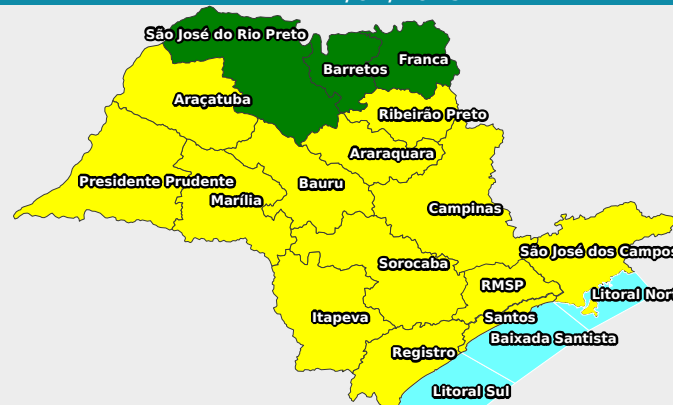 São José do Rio Preto
Franca
Barretos
Araçatuba
Ribeirão Preto
Araraquara
Presidente Prudente
Bauru
Marília
Campinas
São José dos Campos
Sorocaba
RMSP
Litoral Nort
Itapeva
Santos
Baixada Santista
Registro
Litoral Sul